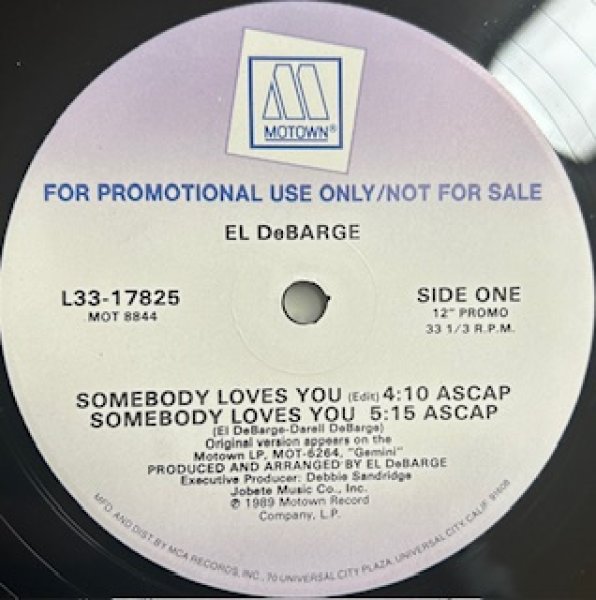 MOTOWN®
FOR PROMOTIONAL USE ONLY/NOT FOR SALE
EL DeBARGE
L33-17825
MOT 8844
SIDE ONE
12" PROMO
33 1/3 R.P.M.
SOMEBODY LOVES YOU (Edit) 4:10 ASCAP
SOMEBODY LOVES YOU 5:15 ASCAP
(El DeBarge-Darell DeBarge)
Original version appears on the
Motown LP, MOT-6264, "Gemini"
PRODUCED AND ARRANGED BY EL DeBARGE
Executive Producer: Debbie Sandridge
Jobete Music Co., Inc.
℗ 1989 Motown Record
Company, L.P.
MFD. AND DIST BY MCA RECORDS, INC., 70 UNIVERSAL CITY PLAZA, UNIVERSAL CITY, CALIF. 91608